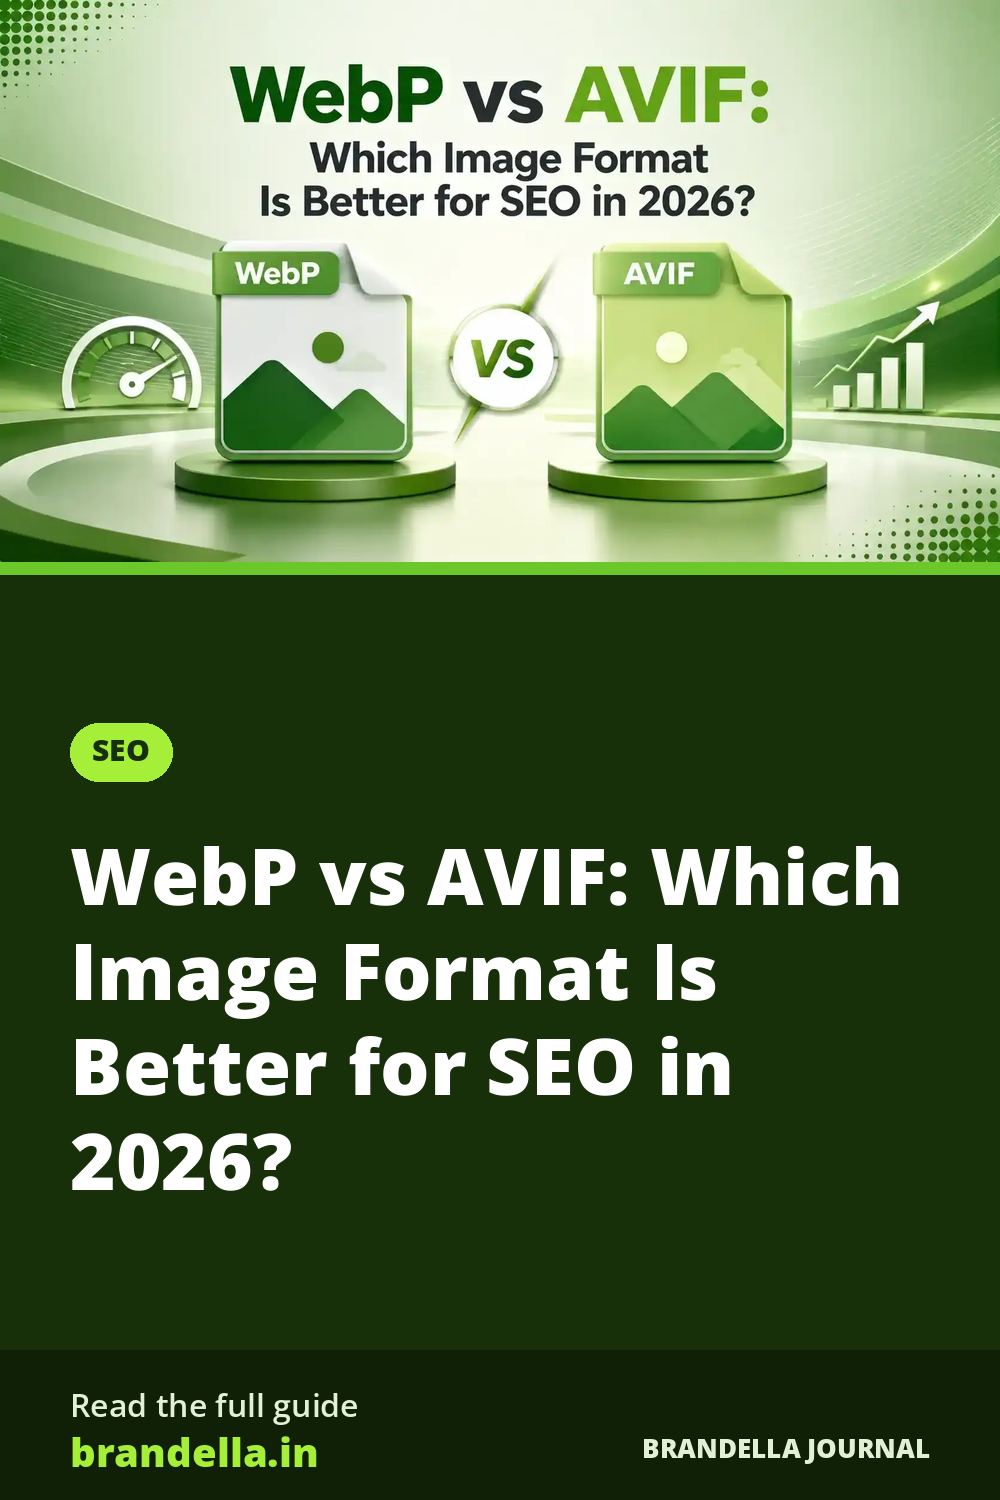 WebP vs AVIF:
Which Image Format
Is Better for SEO in 2026?
WebP
VS
AVIF
SEO
WebP vs AVIF: Which
Image Format Is
Better for SEO in
2026?
Read the full guide
brandella.in
BRANDELLA JOURNAL